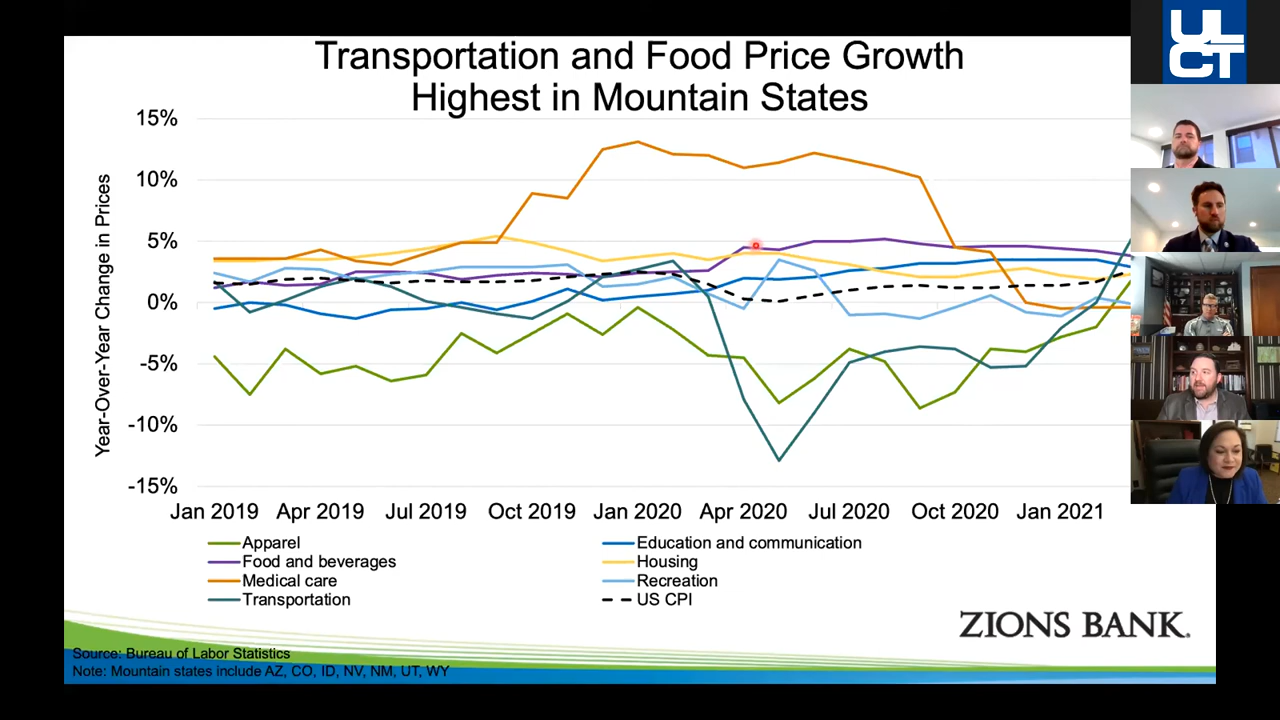 Transportation and Food Price Growth
Highest in Mountain States
UL
CT
Year-Over-Year Change in Prices
15%
10%
5%
0%
-5%
-10%
-15%
Jan 2019 Apr 2019 Jul 2019 Oct 2019 Jan 2020 Apr 2020 Jul 2020 Oct 2020 Jan 2021
Apparel Education and communication
Food and beverages Housing
Medical care Recreation
Transportation US CPI
ZIONS BANK.
Source: Bureau of Labor Statistics
Note: Mountain states include AZ, CO, ID, NV, NM, UT, WY